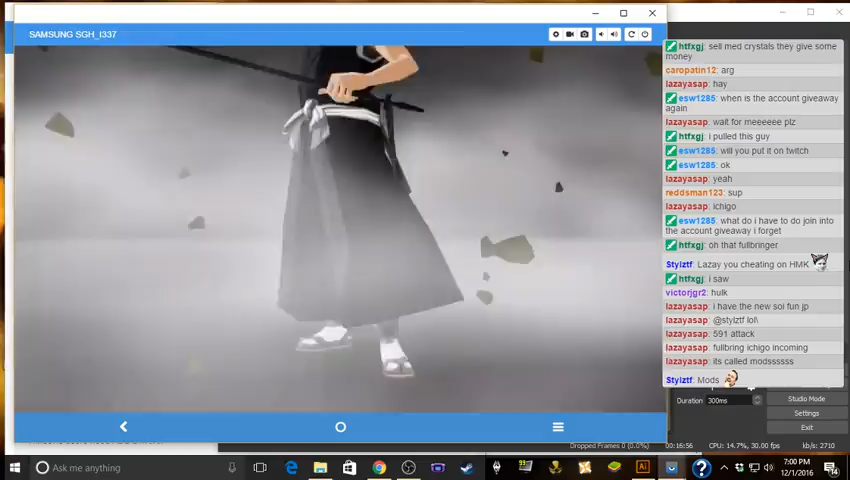 SAMSUNG SGH_I337
htfxgj: sell med crystals they give some
money
caropatin12: arg
lazayasap: hay
esw1285: when is the account giveaway
again
lazayasap: wait for meeeeee plz
htfxgj: i pulled this guy
esw1285: will you put it on twitch
esw1285: ok
lazayasap: yeah
reddsman123: sup
lazayasap: ichigo
esw1285: what do i have to do join into
the account giveaway i forget
htfxgj: oh that fullbringer
Stylztf: Lazay you cheating on HMK
htfxgj: i saw
victorjgr2: hulk
lazayasap: i have the new soi fun jp
lazayasap: @stylztf lol\
lazayasap: 591 attack
lazayasap: fullbring ichigo incoming
lazayasap: its called modssssss
Stylztf: Mods
Duration 300ms
Studio Mode
Settings
Exit
Dropped Frames 0 (0.0%)
00:16:56
CPU: 14.7%, 30.00 fps
kb/s: 2710
Ask me anything
99
Ai
7:00 PM
12/1/2016
14